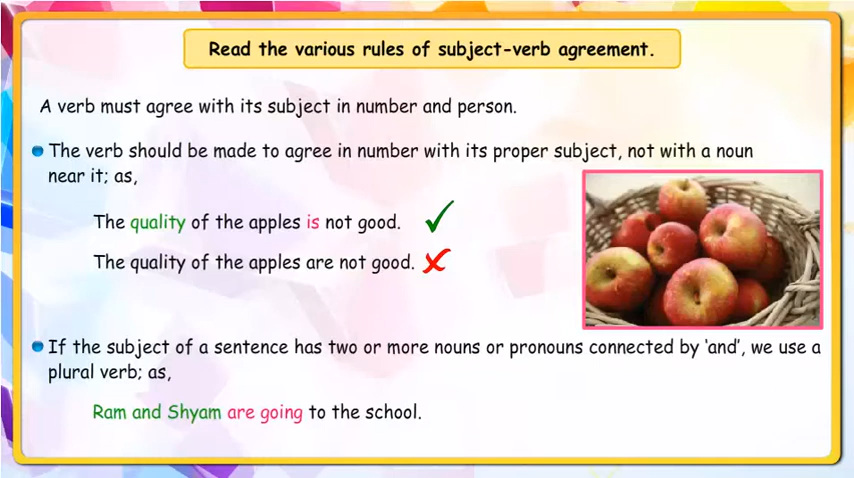 Read the various rules of subject-verb agreement.
A verb must agree with its subject in number and person.
The verb should be made to agree in number with its proper subject, not with a noun
near it; as,
The quality of the apples is not good.
The quality of the apples are not good.
If the subject of a sentence has two or more nouns or pronouns connected by ‘and’, we use a
plural verb; as,
Ram and Shyam are going to the school.